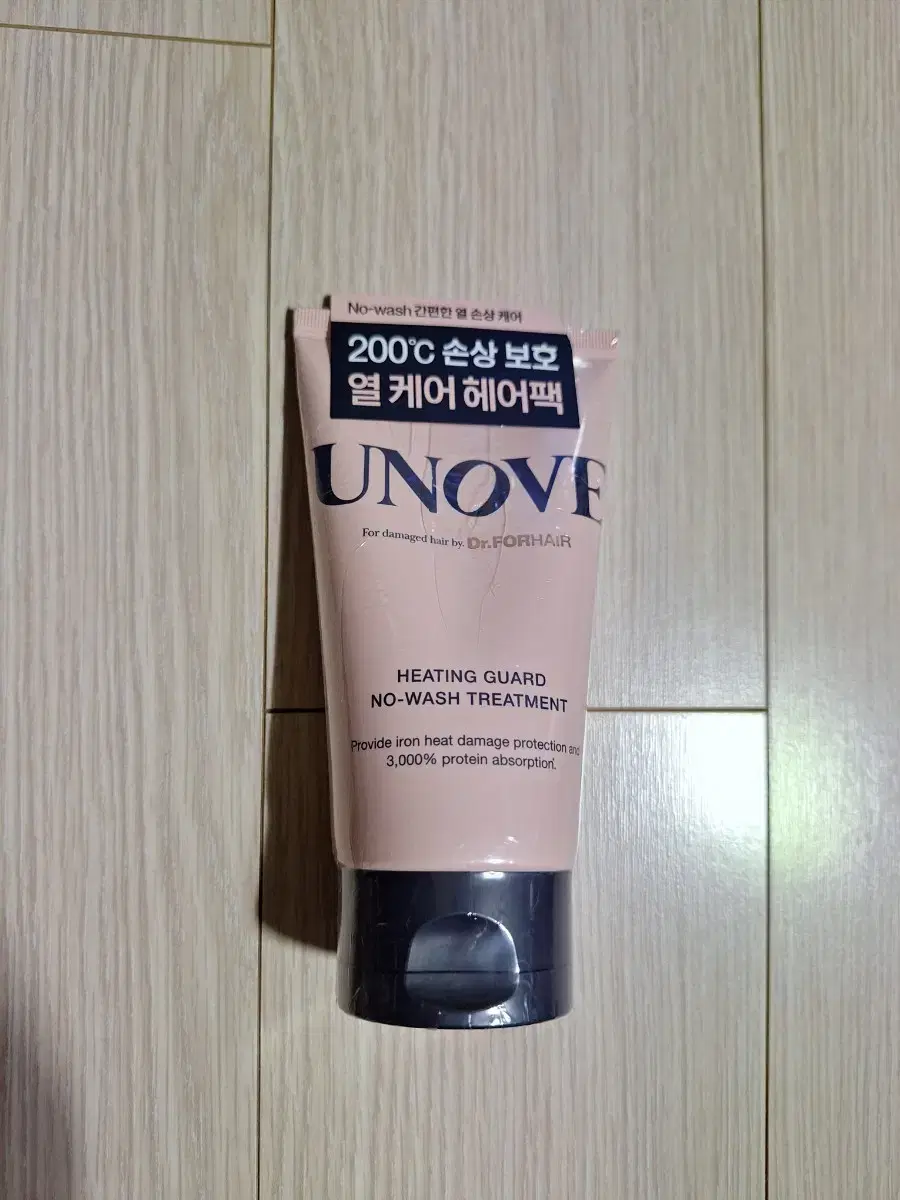 No-wash 간편한 열 손상 케어
200℃ 손상 보호
열 케어 헤어팩
UNOVE
For damaged hair by. Dr.FORHAIR
HEATING GUARD
NO-WASH TREATMENT
Provide iron heat damage protection and
3,000% protein absorption.